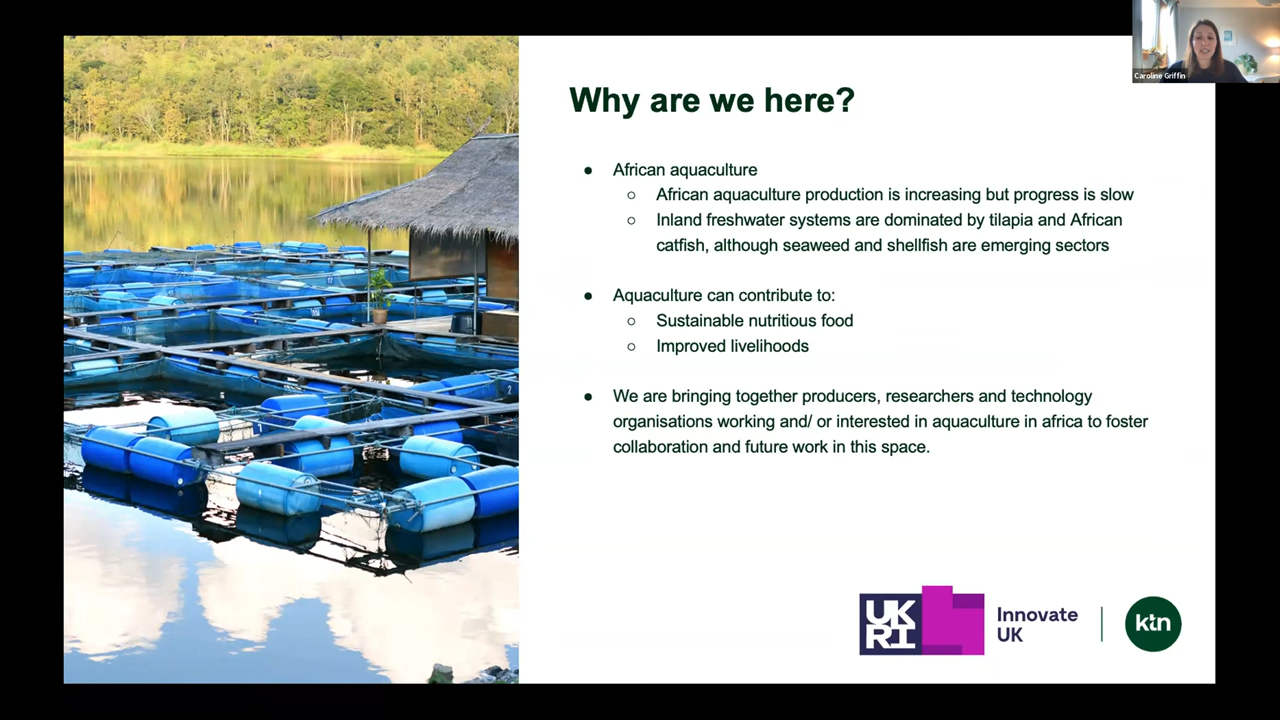 Caroline Griffin
Why are we here?
● African aquaculture
○ African aquaculture production is increasing but progress is slow
○ Inland freshwater systems are dominated by tilapia and African
catfish, although seaweed and shellfish are emerging sectors
● Aquaculture can contribute to:
○ Sustainable nutritious food
○ Improved livelihoods
● We are bringing together producers, researchers and technology
organisations working and/ or interested in aquaculture in africa to foster
collaboration and future work in this space.
UK
RI
Innovate
UK
ktn